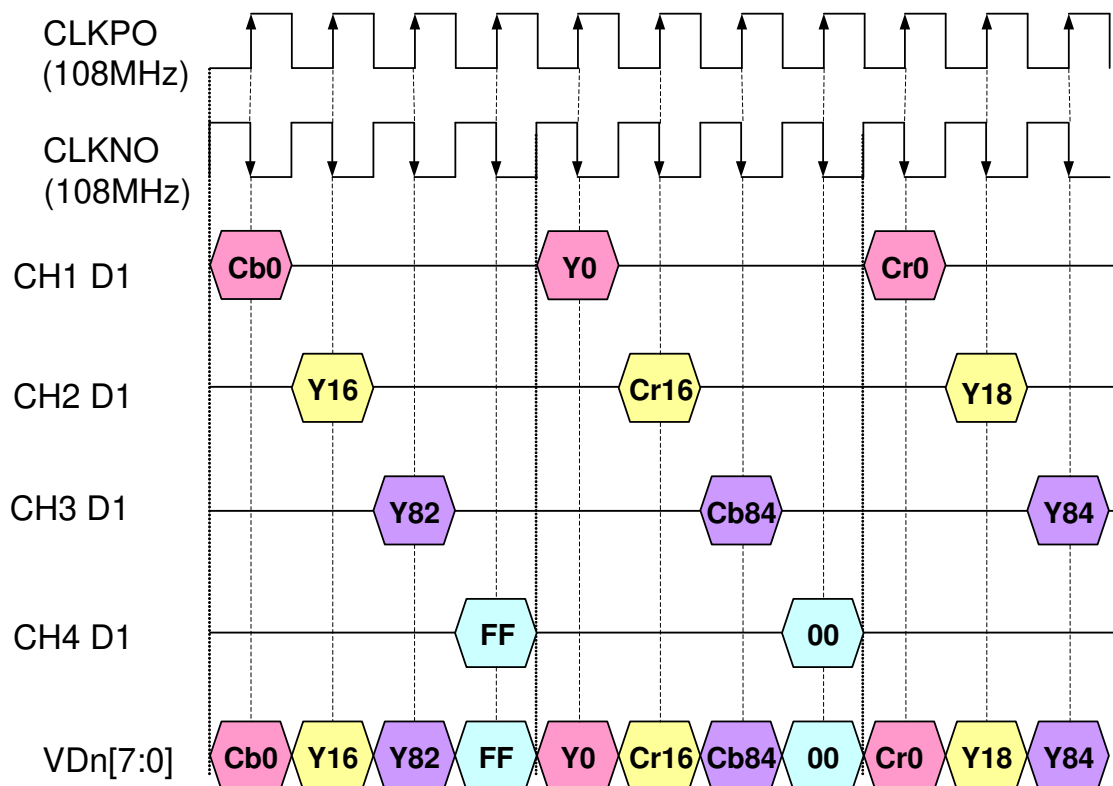 CLKPO
(108MHz)
CLKNO
(108MHz)
CH1 D1
Cb0 Y0 Cr0
CH2 D1
Y16 Cr16 Y18
CH3 D1
Y82 Cb84 Y84
CH4 D1
FF 00
VDn[7:0]
Cb0 Y16 Y82 FF Y0 Cr16 Cb84 00 Cr0 Y18 Y84